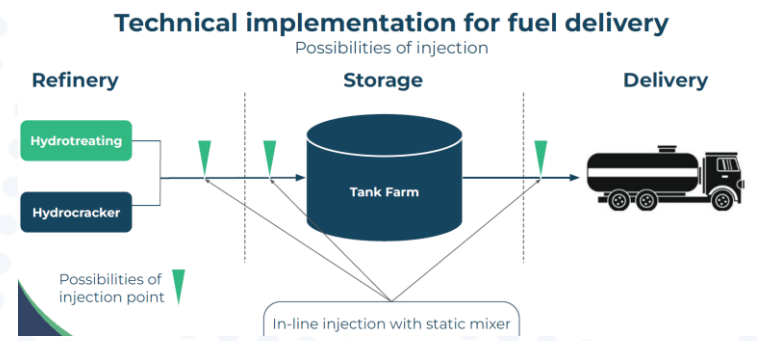 Technical implementation for fuel delivery
Possibilities of injection
Refinery
Storage
Delivery
Hydrotreating
Hydrocracker
Tank Farm
Possibilities of
injection point
In-line injection with static mixer